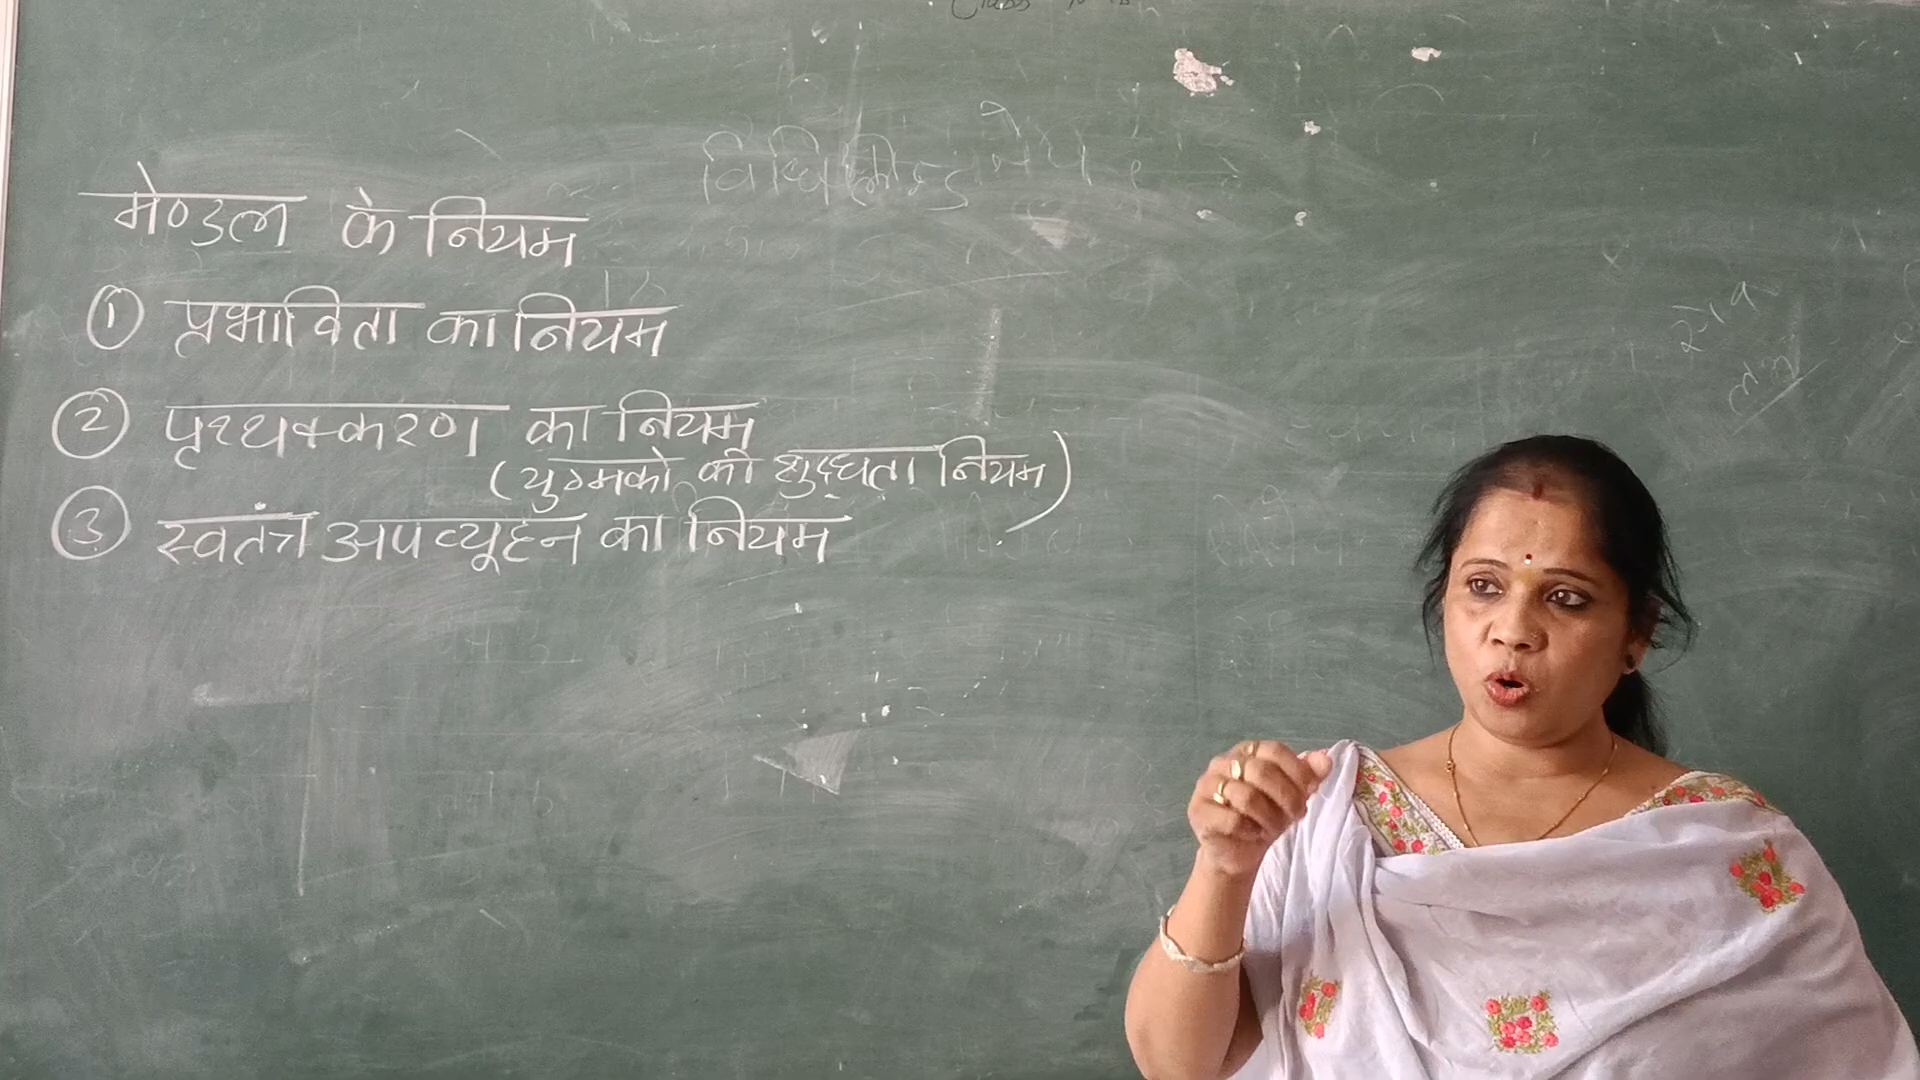 मेण्डल के नियम
① प्रभाविता का नियम
② पृथ्थक्करण का नियम
(युग्मको की शुद्धता नियम)
③ स्वतंत्र अपव्यूहन का नियम